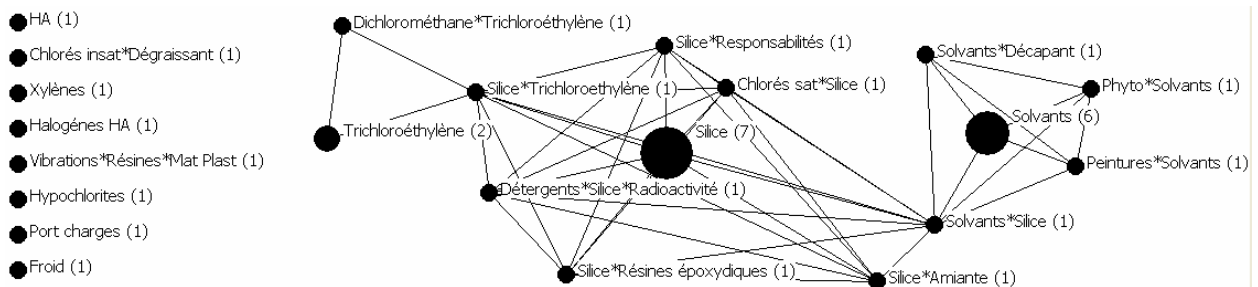 HA (1)
Chlorés insat*Dégraissant (1)
Xylènes (1)
Halogénes HA (1)
Vibrations*Résines*Mat Plast (1)
Hypochlorites (1)
Port charges (1)
Froid (1)
Dichlorométhane*Trichloroéthylène (1)
Silice*Trichloroethylène (1)
Trichloroéthylène (2)
Silice*Responsabilités (1)
Chlorés sat*Silice (1)
Silice (7)
Détergents*Silice*Radioactivité (1)
Silice*Résines époxydiques (1)
Silice*Amiante (1)
Solvants*Silice (1)
Solvants*Décapant (1)
Phyto*Solvants (1)
Solvants (6)
Peintures*Solvants (1)